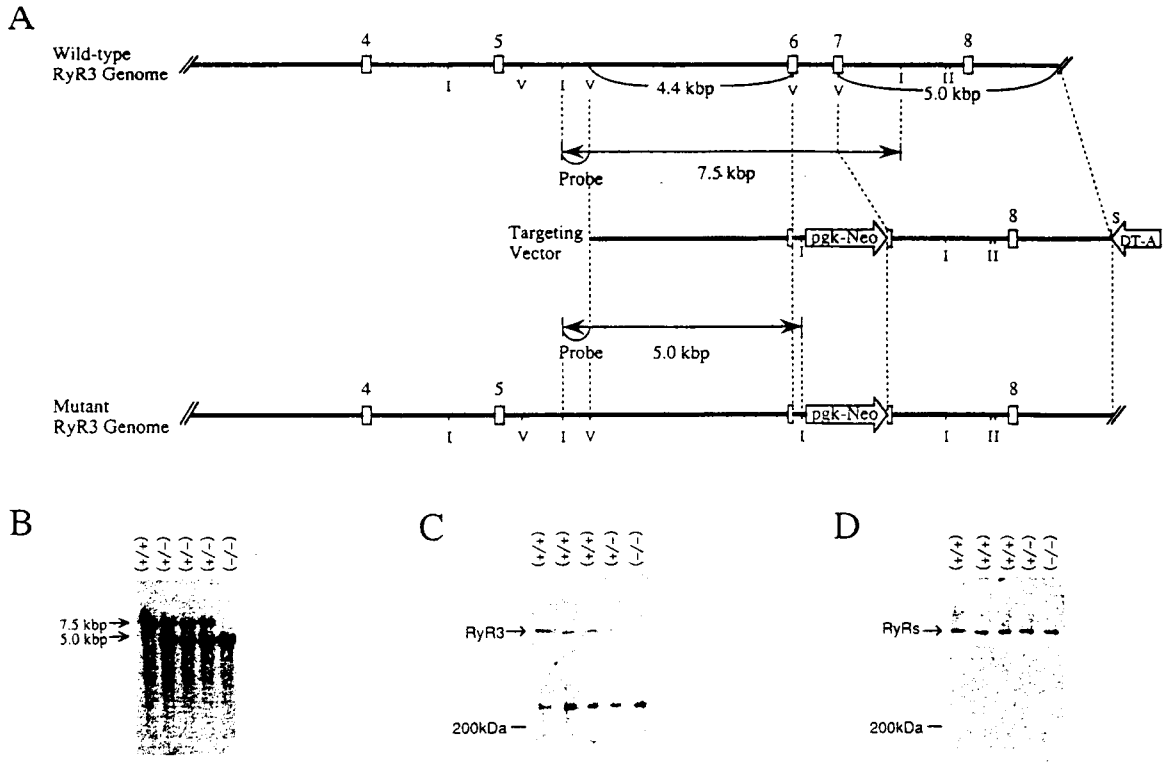 A
Wild-type
RyR3 Genome
4 5 6 7 8
I V I V V V I II
4.4 kbp 5.0 kbp
Probe 7.5 kbp
Targeting
Vector
pgk-Neo 8 S DT-A
I I II
Probe 5.0 kbp
Mutant
RyR3 Genome
4 5 pgk-Neo 8
I V I V I I II
B
(+/+) (+/-) (+/-) (+/-) (-/-)
7.5 kbp
5.0 kbp
C
(+/+) (+/+) (+/+) (+/-) (-/-)
RyR3
200kDa
D
(+/+) (+/+) (+/+) (+/-) (-/-)
RyRs
200kDa